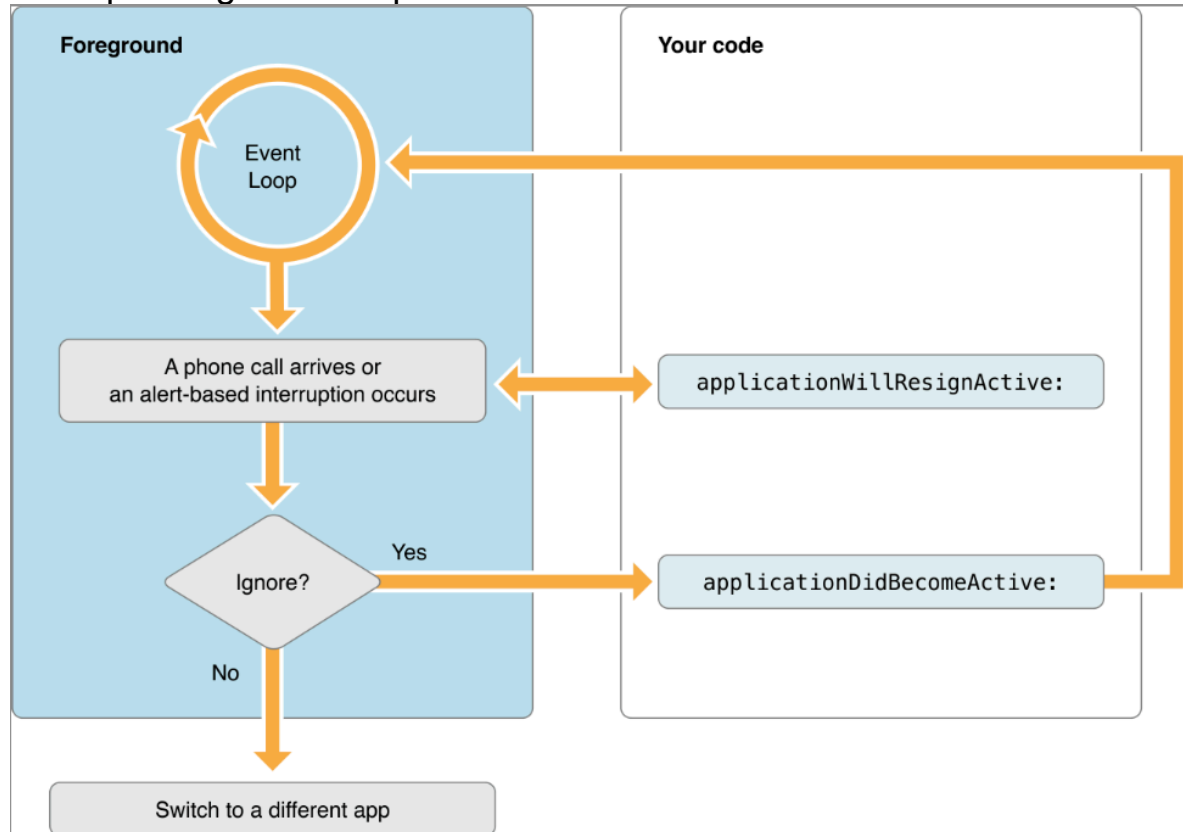 Foreground
Your code
Event
Loop
A phone call arrives or
an alert-based interruption occurs
applicationWillResignActive:
Ignore?
Yes
applicationDidBecomeActive:
No
Switch to a different app